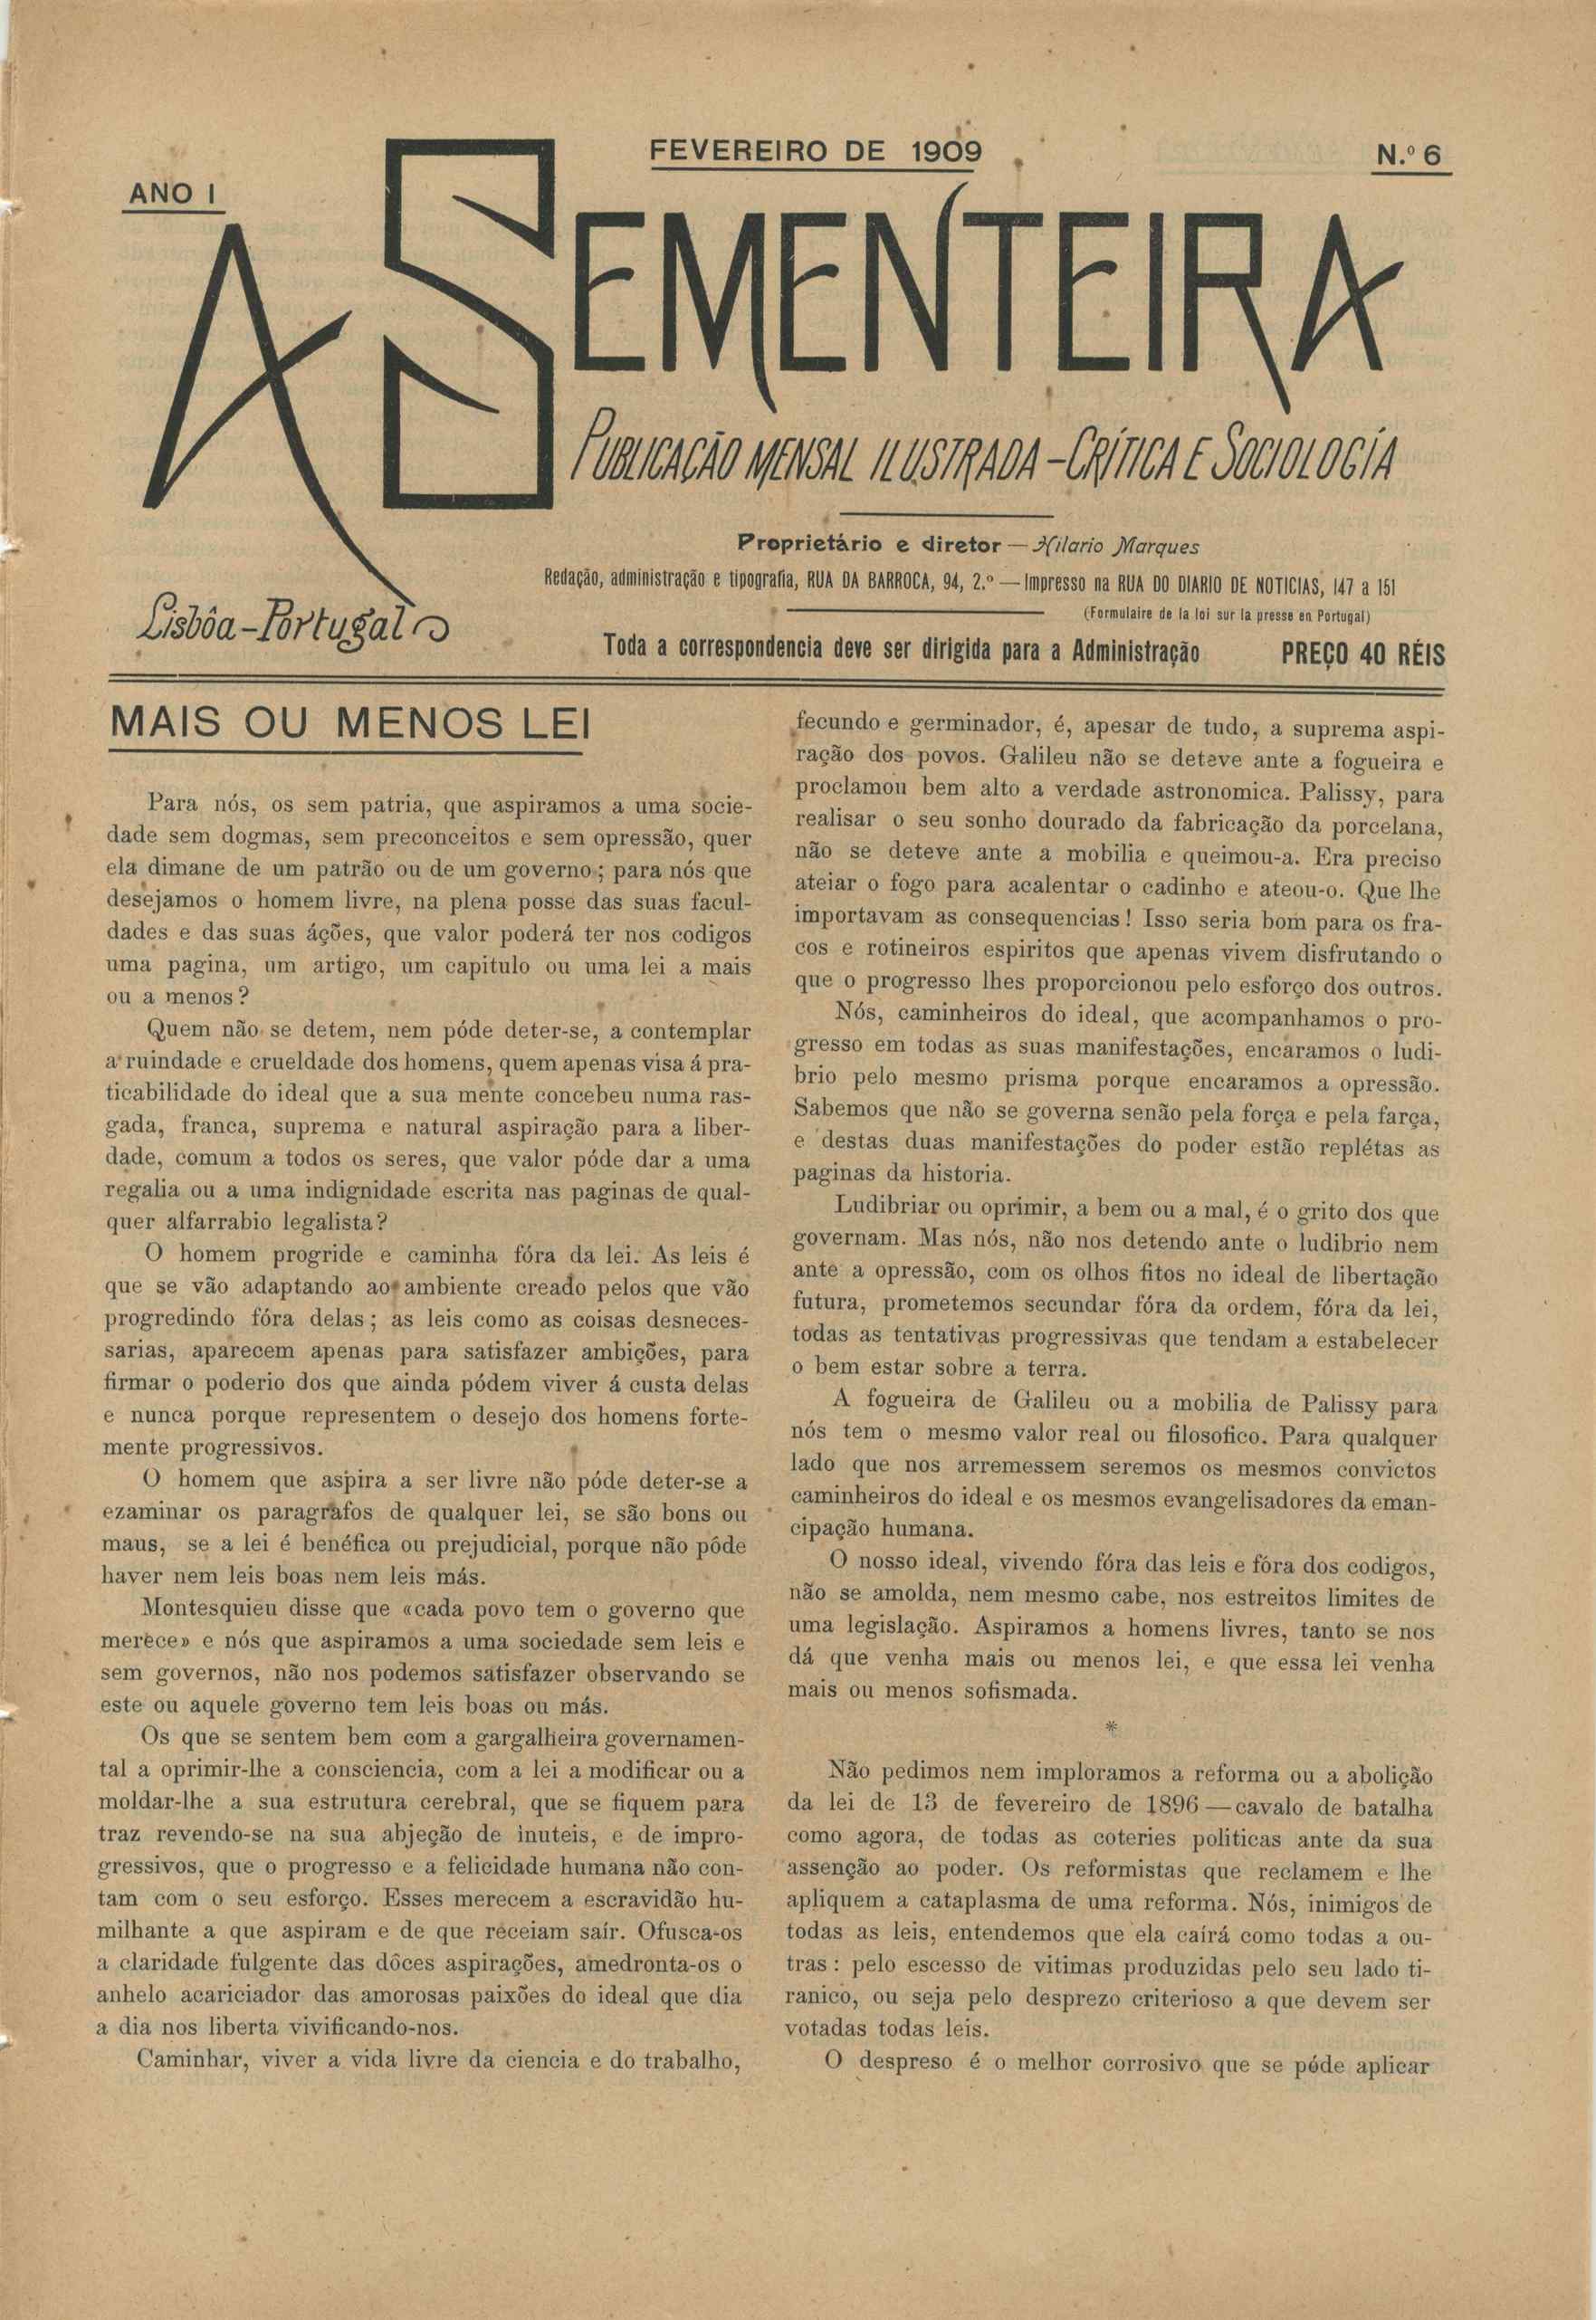 ANO I
FEVEREIRO DE 1909
N.º 6
A SEMENTEIRA
PUBLICAÇÃO MENSAL ILUSTRADA - CRÍTICA E SOCIOLOGÍA
Proprietário e diretor — Hilario Marques
Redação, administração e tipografia, RUA DA BARROCA, 94, 2.º — Impresso na RUA DO DIARIO DE NOTICIAS, 147 a 151
(Formulaire de la loi sur la presse en Portugal)
Lisbôa-Portugal
Toda a correspondencia deve ser dirigida para a Administração
PREÇO 40 RÉIS
MAIS OU MENOS LEI
Para nós, os sem patria, que aspiramos a uma socie-
dade sem dogmas, sem preconceitos e sem opressão, quer
ela dimane de um patrão ou de um governo; para nós que
desejamos o homem livre, na plena posse das suas facul-
dades e das suas áções, que valor poderá ter nos codigos
uma pagina, um artigo, um capitulo ou uma lei a mais
ou a menos?
Quem não se detem, nem póde deter-se, a contemplar
a ruindade e crueldade dos homens, quem apenas visa á pra-
ticabilidade do ideal que a sua mente concebeu numa ras-
gada, franca, suprema e natural aspiração para a liber-
dade, comum a todos os seres, que valor póde dar a uma
regalia ou a uma indignidade escrita nas paginas de qual-
quer alfarrabio legalista?
O homem progride e caminha fóra da lei. As leis é
que se vão adaptando ao ambiente creado pelos que vão
progredindo fóra delas; as leis como as coisas desneces-
sarias, aparecem apenas para satisfazer ambições, para
firmar o poderio dos que ainda pódem viver á custa delas
e nunca porque representem o desejo dos homens forte-
mente progressivos.
O homem que aspira a ser livre não póde deter-se a
ezaminar os paragrafos de qualquer lei, se são bons ou
maus, se a lei é benéfica ou prejudicial, porque não póde
haver nem leis boas nem leis más.
Montesquieu disse que «cada povo tem o governo que
merece» e nós que aspiramos a uma sociedade sem leis e
sem governos, não nos podemos satisfazer observando se
este ou aquele governo tem leis boas ou más.
Os que se sentem bem com a gargalheira governamen-
tal a oprimir-lhe a consciencia, com a lei a modificar ou a
moldar-lhe a sua estrutura cerebral, que se fiquem para
traz revendo-se na sua abjeção de inuteis, e de impro-
gressivos, que o progresso e a felicidade humana não con-
tam com o seu esforço. Esses merecem a escravidão hu-
milhante a que aspiram e de que receiam saír. Ofusca-os
a claridade fulgente das dôces aspirações, amedronta-os o
anhelo acariciador das amorosas paixões do ideal que dia
a dia nos liberta vivificando-nos.
Caminhar, viver a vida livre da ciencia e do trabalho,
fecundo e germinador, é, apesar de tudo, a suprema aspi-
ração dos povos. Galileu não se deteve ante a fogueira e
proclamou bem alto a verdade astronomica. Palissy, para
realisar o seu sonho dourado da fabricação da porcelana,
não se deteve ante a mobilia e queimou-a. Era preciso
ateiar o fogo para acalentar o cadinho e ateou-o. Que lhe
importavam as consequencias! Isso seria bom para os fra-
cos e rotineiros espiritos que apenas vivem disfrutando o
que o progresso lhes proporcionou pelo esforço dos outros.
Nós, caminheiros do ideal, que acompanhamos o pro-
gresso em todas as suas manifestações, encaramos o ludi-
brio pelo mesmo prisma porque encaramos a opressão.
Sabemos que não se governa senão pela força e pela farça,
e destas duas manifestações do poder estão replétas as
paginas da historia.
Ludibriar ou oprimir, a bem ou a mal, é o grito dos que
governam. Mas nós, não nos detendo ante o ludibrio nem
ante a opressão, com os olhos fitos no ideal de libertação
futura, prometemos secundar fóra da ordem, fóra da lei,
todas as tentativas progressivas que tendam a estabelecer
o bem estar sobre a terra.
A fogueira de Galileu ou a mobilia de Palissy para
nós tem o mesmo valor real ou filosofico. Para qualquer
lado que nos arremessem seremos os mesmos convictos
caminheiros do ideal e os mesmos evangelisadores da eman-
cipação humana.
O nosso ideal, vivendo fóra das leis e fóra dos codigos,
não se amolda, nem mesmo cabe, nos estreitos limites de
uma legislação. Aspiramos a homens livres, tanto se nos
dá que venha mais ou menos lei, e que essa lei venha
mais ou menos sofismada.
*
Não pedimos nem imploramos a reforma ou a abolição
da lei de 13 de fevereiro de 1896 — cavalo de batalha
como agora, de todas as coteries politicas ante da sua
assenção ao poder. Os reformistas que reclamem e lhe
apliquem a cataplasma de uma reforma. Nós, inimigos de
todas as leis, entendemos que ela caírá como todas a ou-
tras: pelo escesso de vitimas produzidas pelo seu lado ti-
ranico, ou seja pelo desprezo criterioso a que devem ser
votadas todas leis.
O despreso é o melhor corrosivo que se póde aplicar